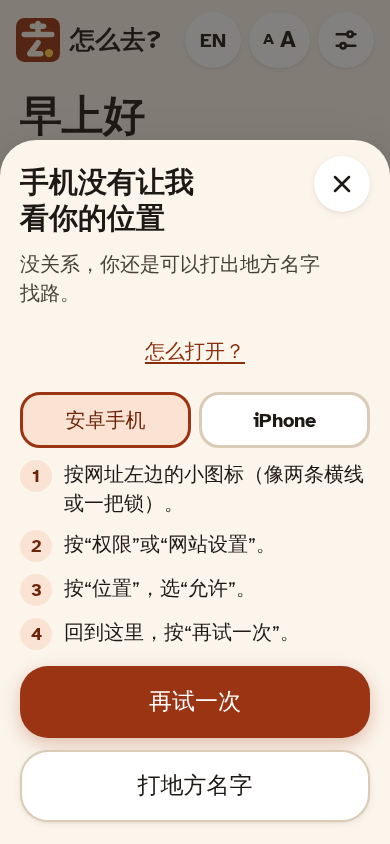 去
怎么去?
EN
A A
早上好
手机没有让我
看你的位置
没关系，你还是可以打出地方名字
找路。
怎么打开？
安卓手机
iPhone
1 按网址左边的小图标（像两条横线
或一把锁）。
2 按“权限”或“网站设置”。
3 按“位置”，选“允许”。
4 回到这里，按“再试一次”。
再试一次
打地方名字